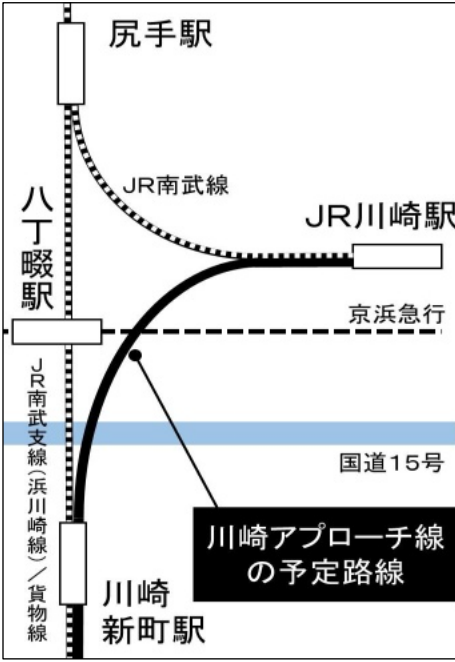 尻手駅
JR南武線
八丁畷駅
JR川崎駅
京浜急行
JR南武支線(浜川崎線)/貨物線
国道15号
川崎アプローチ線
の予定路線
川崎
新町駅